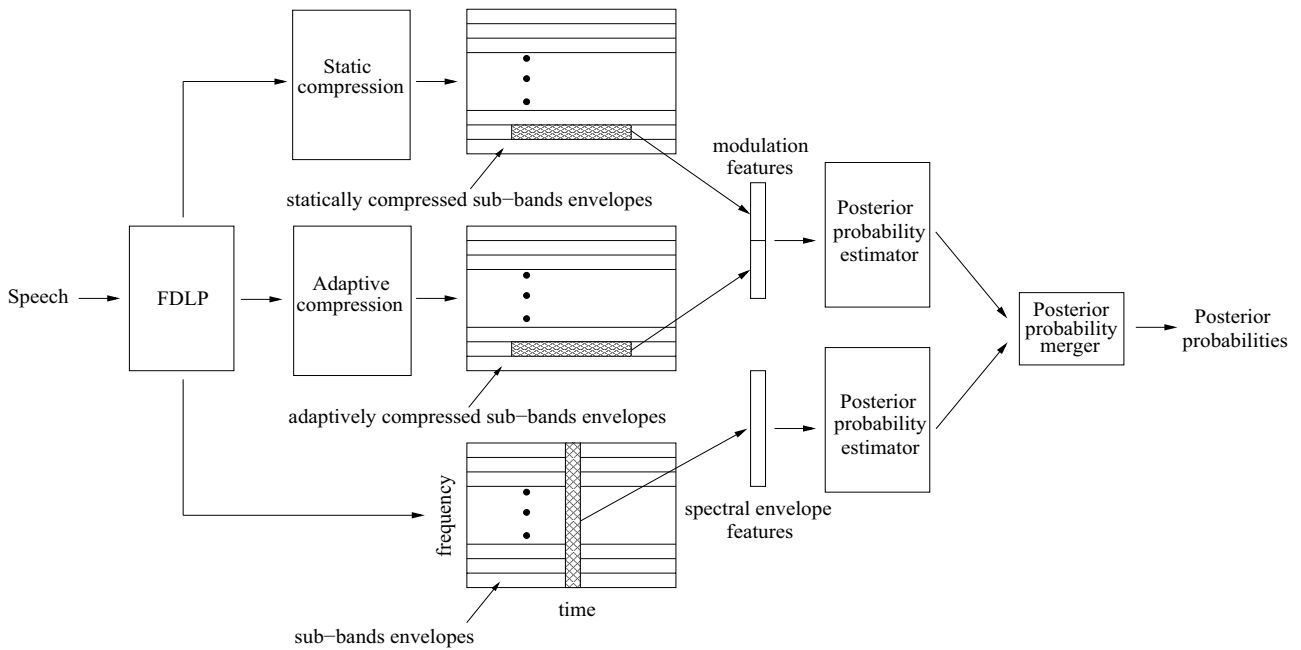 Static
compression
statically compressed sub−bands envelopes
modulation
features
Posterior
probability
estimator
Speech
FDLP
Adaptive
compression
adaptively compressed sub−bands envelopes
Posterior
probability
merger
Posterior
probabilities
Posterior
probability
estimator
frequency
spectral envelope
features
time
sub−bands envelopes